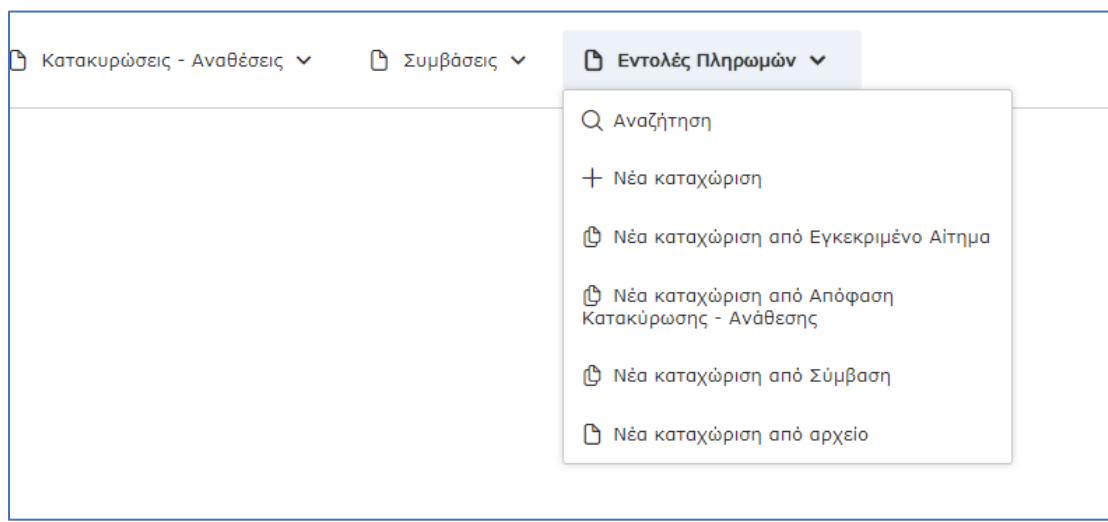 Κατακυρώσεις - Αναθέσεις Συμβάσεις Εντολές Πληρωμών
Αναζήτηση
Νέα καταχώριση
Νέα καταχώριση από Εγκεκριμένο Αίτημα
Νέα καταχώριση από Απόφαση
Κατακύρωσης - Ανάθεσης
Νέα καταχώριση από Σύμβαση
Νέα καταχώριση από αρχείο